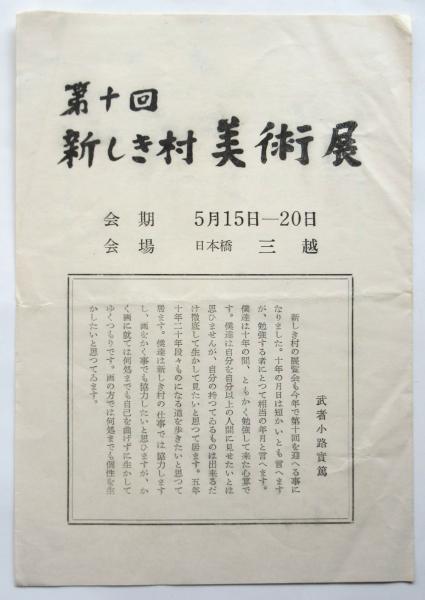 第十回
新しき村美術展
会期 5月15日—20日
会場 日本橋 三越
武者小路實篤
新しき村の展覧会も今年で第十回を迎へる事に
なりました。十年の月日は短かいとも言へます
が、勉強する者にとつて相当の年月と言へます。
僕達は十年の間、ともかく勉強して来た心算で
す。僕達は自分を自分以上の人間に見せたいとは
思ひませんが、自分の持つてゐるものは出来るだ
け徹底して生かして見たいと思つて居ます。五年
十年二十年段々ものになる道を歩きたいと思つて
居ます。僕達は新しき村の仕事では協力します
し、画をかく事でも協力したいと思ひますが、か
く画に就ては何処までも自己を曲げずに生かして
ゆくつもりです。画の方では何処までも個性を生
かしたいと思つてゐます。